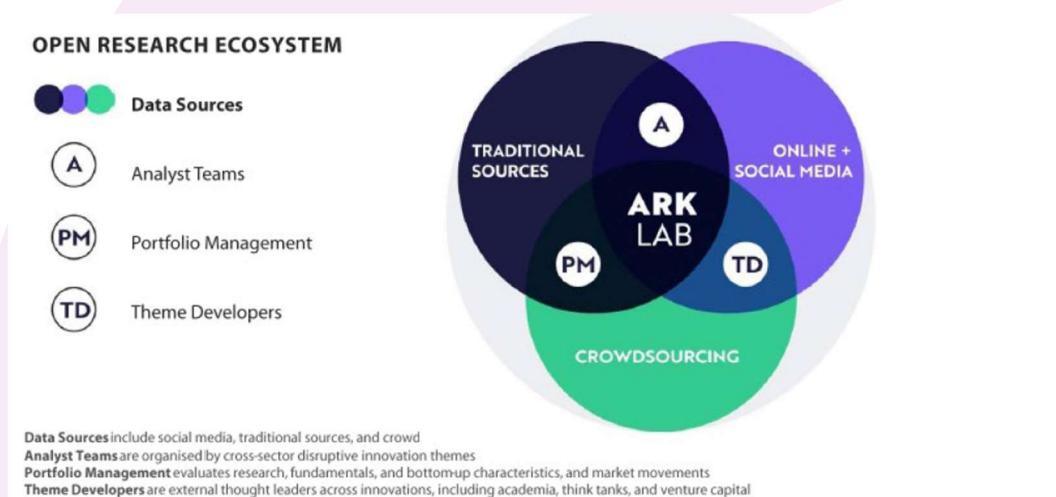 OPEN RESEARCH ECOSYSTEM
Data Sources
A
Analyst Teams
PM
Portfolio Management
TD
Theme Developers
A
TRADITIONAL
SOURCES
ONLINE +
SOCIAL MEDIA
ARK
LAB
PM
TD
CROWDSOURCING
Data Sources include social media, traditional sources, and crowd
Analyst Teams are organised by cross-sector disruptive innovation themes
Portfolio Management evaluates research, fundamentals, and bottom-up characteristics, and market movements
Theme Developers are external thought leaders across innovations, including academia, think tanks, and venture capital